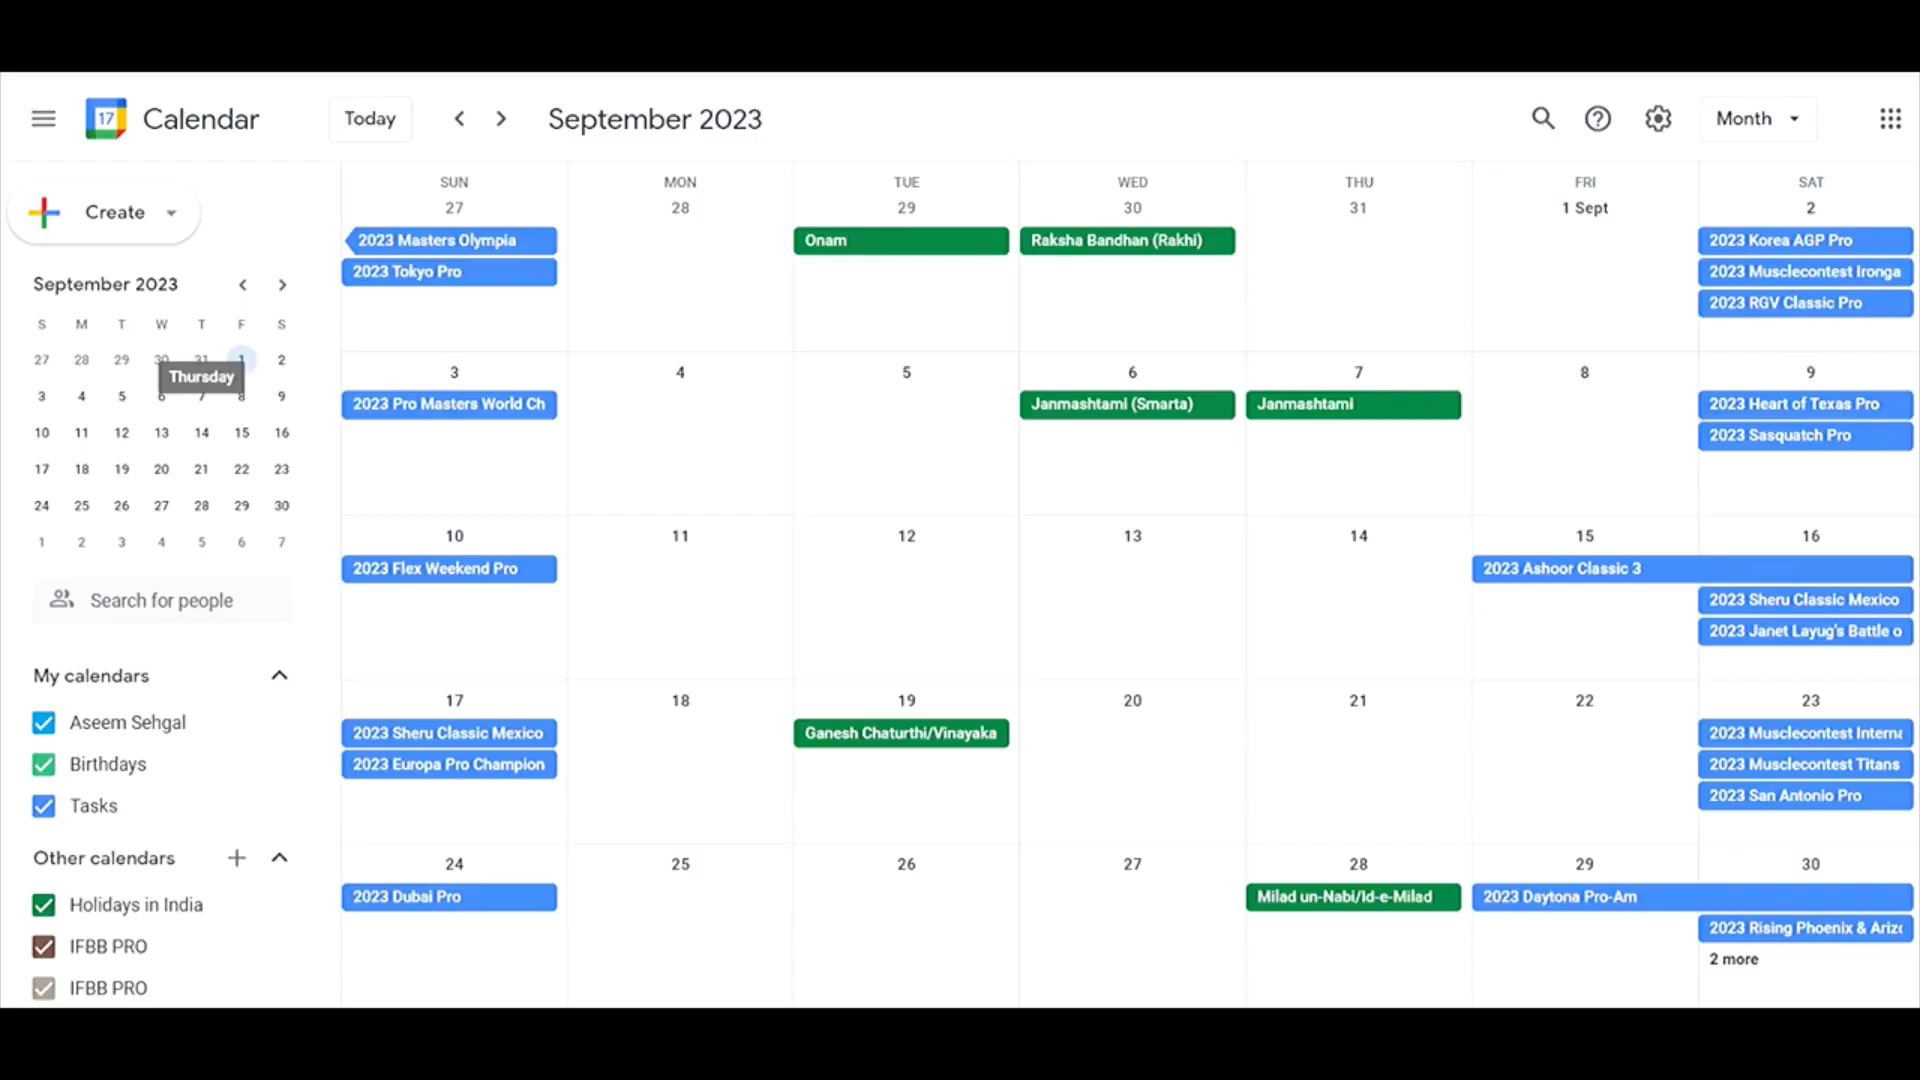 17 Calendar Today September 2023 Month
Create
September 2023
S M T W T F S
27 28 29 30 31 1 2
Thursday
3 4 5 6 7 8 9
10 11 12 13 14 15 16
17 18 19 20 21 22 23
24 25 26 27 28 29 30
1 2 3 4 5 6 7
Search for people
My calendars
Aseem Sehgal
Birthdays
Tasks
Other calendars
Holidays in India
IFBB PRO
IFBB PRO
SUN MON TUE WED THU FRI SAT
27 28 29 30 31 1 Sept 2
2023 Masters Olympia Onam Raksha Bandhan (Rakhi) 2023 Korea AGP Pro
2023 Tokyo Pro 2023 Musclecontest Ironga
2023 RGV Classic Pro
3 4 5 6 7 8 9
2023 Pro Masters World Ch Janmashtami (Smarta) Janmashtami 2023 Heart of Texas Pro
2023 Sasquatch Pro
10 11 12 13 14 15 16
2023 Flex Weekend Pro 2023 Ashoor Classic 3
2023 Sheru Classic Mexico
2023 Janet Layug's Battle o
17 18 19 20 21 22 23
2023 Sheru Classic Mexico Ganesh Chaturthi/Vinayaka 2023 Musclecontest Interna
2023 Europa Pro Champion 2023 Musclecontest Titans
2023 San Antonio Pro
24 25 26 27 28 29 30
2023 Dubai Pro Milad un-Nabi/Id-e-Milad 2023 Daytona Pro-Am
2023 Rising Phoenix & Arizo
2 more